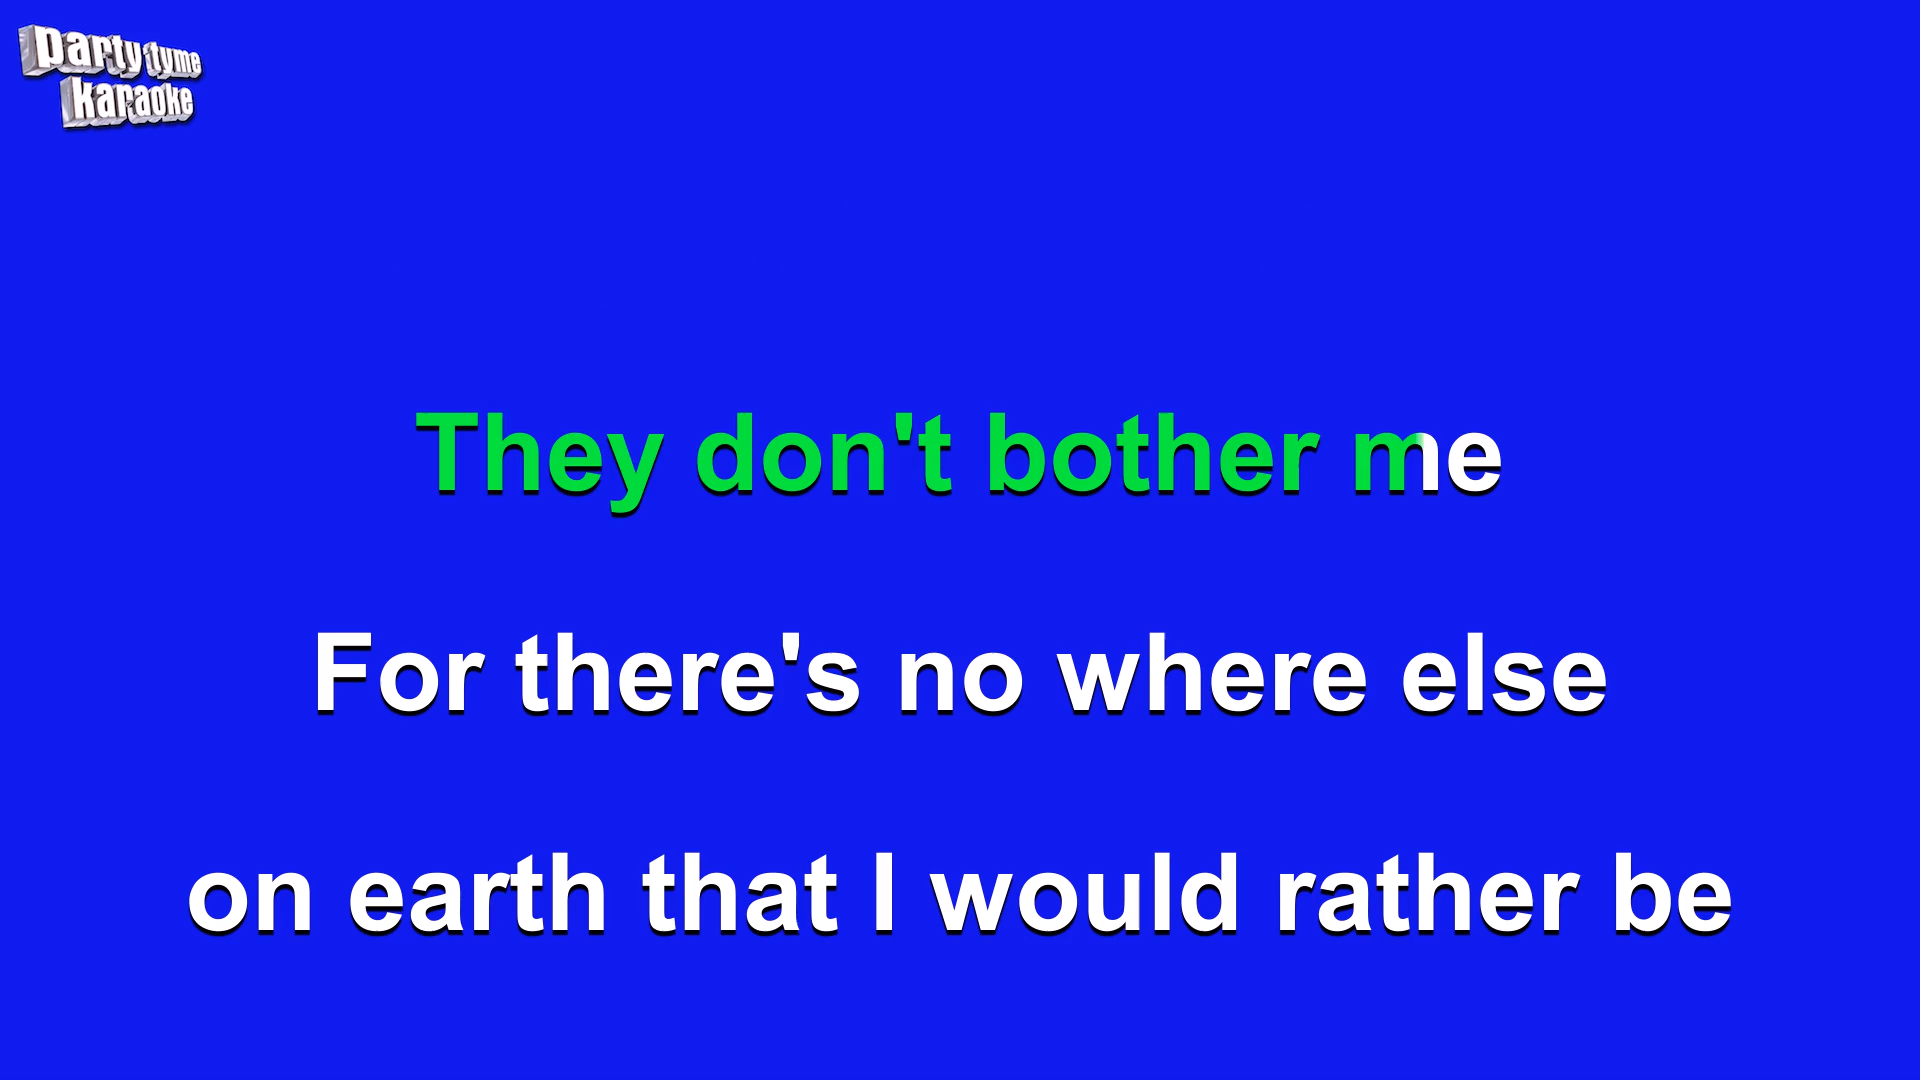 party tyme
karaoke
They don't bother me
For there's no where else
on earth that I would rather be